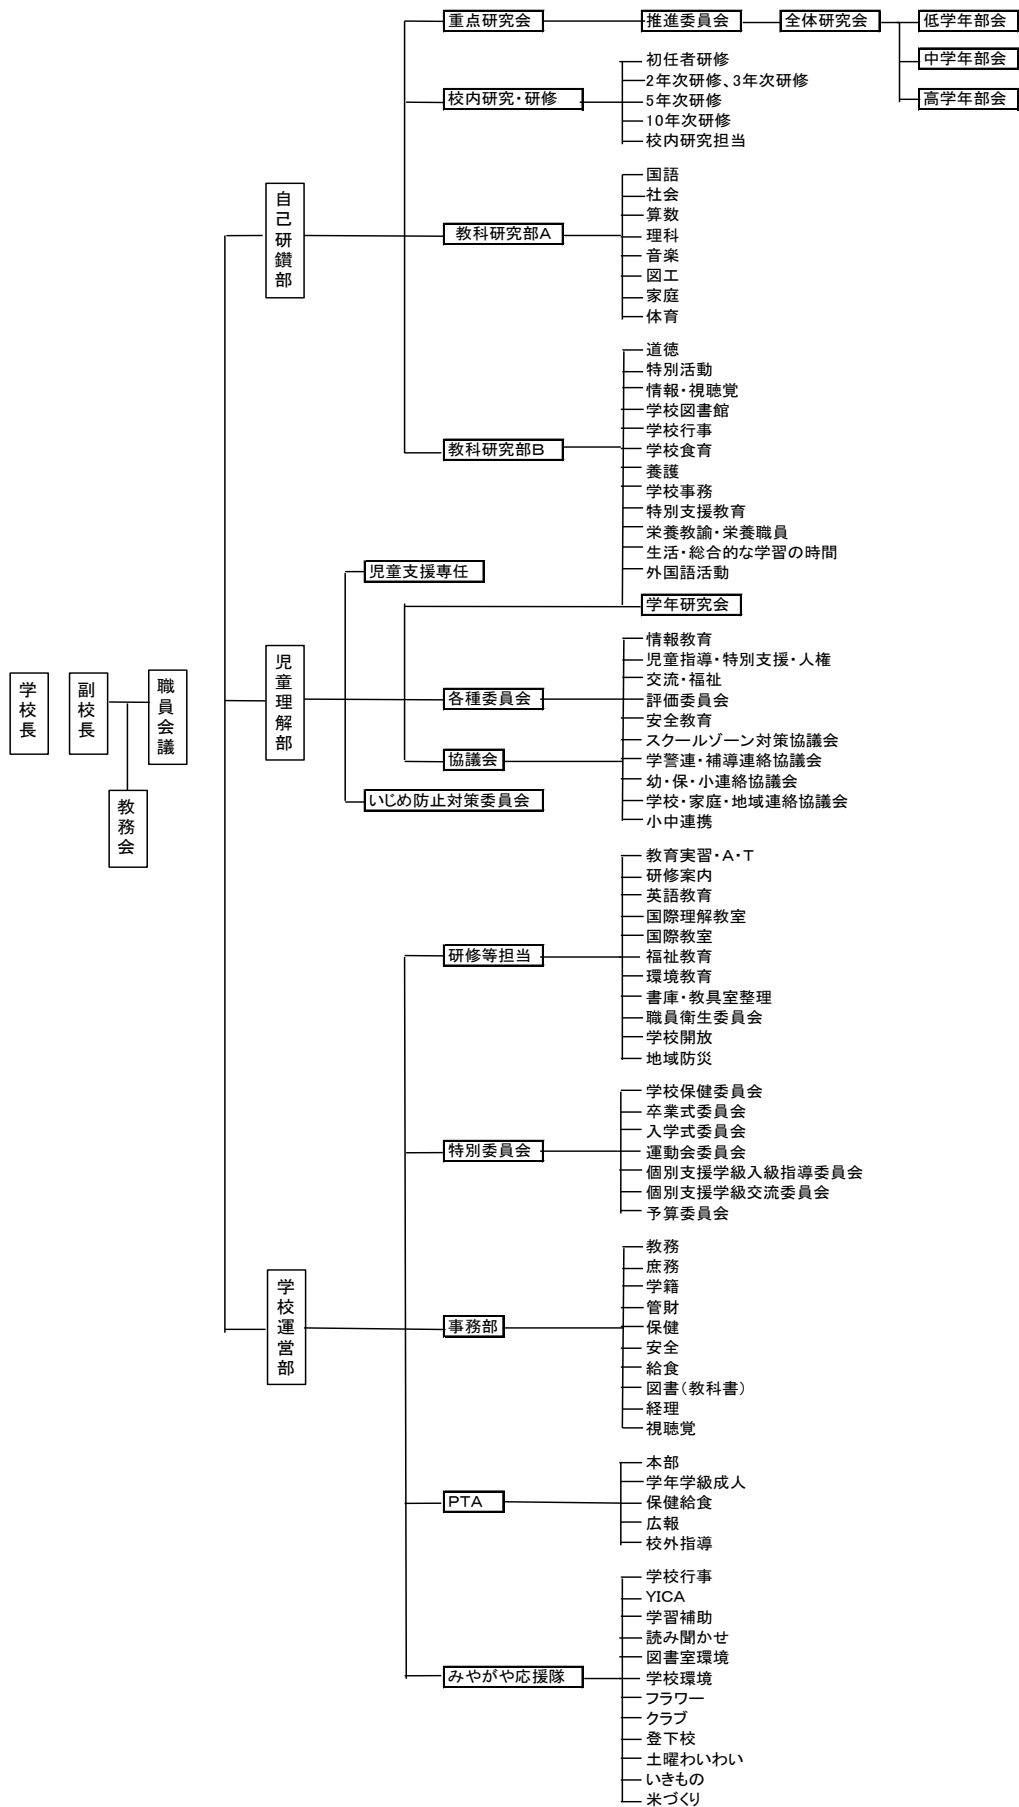 学校長
副校長
職員会議
教務会
自己研鑽部
重点研究会
推進委員会
全体研究会
低学年部会
中学年部会
高学年部会
校内研究・研修
初任者研修
2年次研修、3年次研修
5年次研修
10年次研修
校内研究担当
教科研究部A
国語
社会
算数
理科
音楽
図工
家庭
体育
教科研究部B
道徳
特別活動
情報・視聴覚
学校図書館
学校行事
学校食育
養護
学校事務
特別支援教育
栄養教諭・栄養職員
生活・総合的な学習の時間
外国語活動
児童理解部
児童支援専任
学年研究会
各種委員会
情報教育
児童指導・特別支援・人権
交流・福祉
評価委員会
安全教育
協議会
スクールゾーン対策協議会
学警連・補導連絡協議会
幼・保・小連絡協議会
学校・家庭・地域連絡協議会
小中連携
いじめ防止対策委員会
学校運営部
研修等担当
教育実習・A・T
研修案内
英語教育
国際理解教室
国際教室
福祉教育
環境教育
書庫・教具室整理
職員衛生委員会
学校開放
地域防災
特別委員会
学校保健委員会
卒業式委員会
入学式委員会
運動会委員会
個別支援学級入級指導委員会
個別支援学級交流委員会
予算委員会
事務部
教務
庶務
学籍
管財
保健
安全
給食
図書(教科書)
経理
視聴覚
PTA
本部
学年学級成人
保健給食
広報
校外指導
みやがや応援隊
学校行事
YICA
学習補助
読み聞かせ
図書室環境
学校環境
フラワー
クラブ
登下校
土曜わいわい
いきもの
米づくり